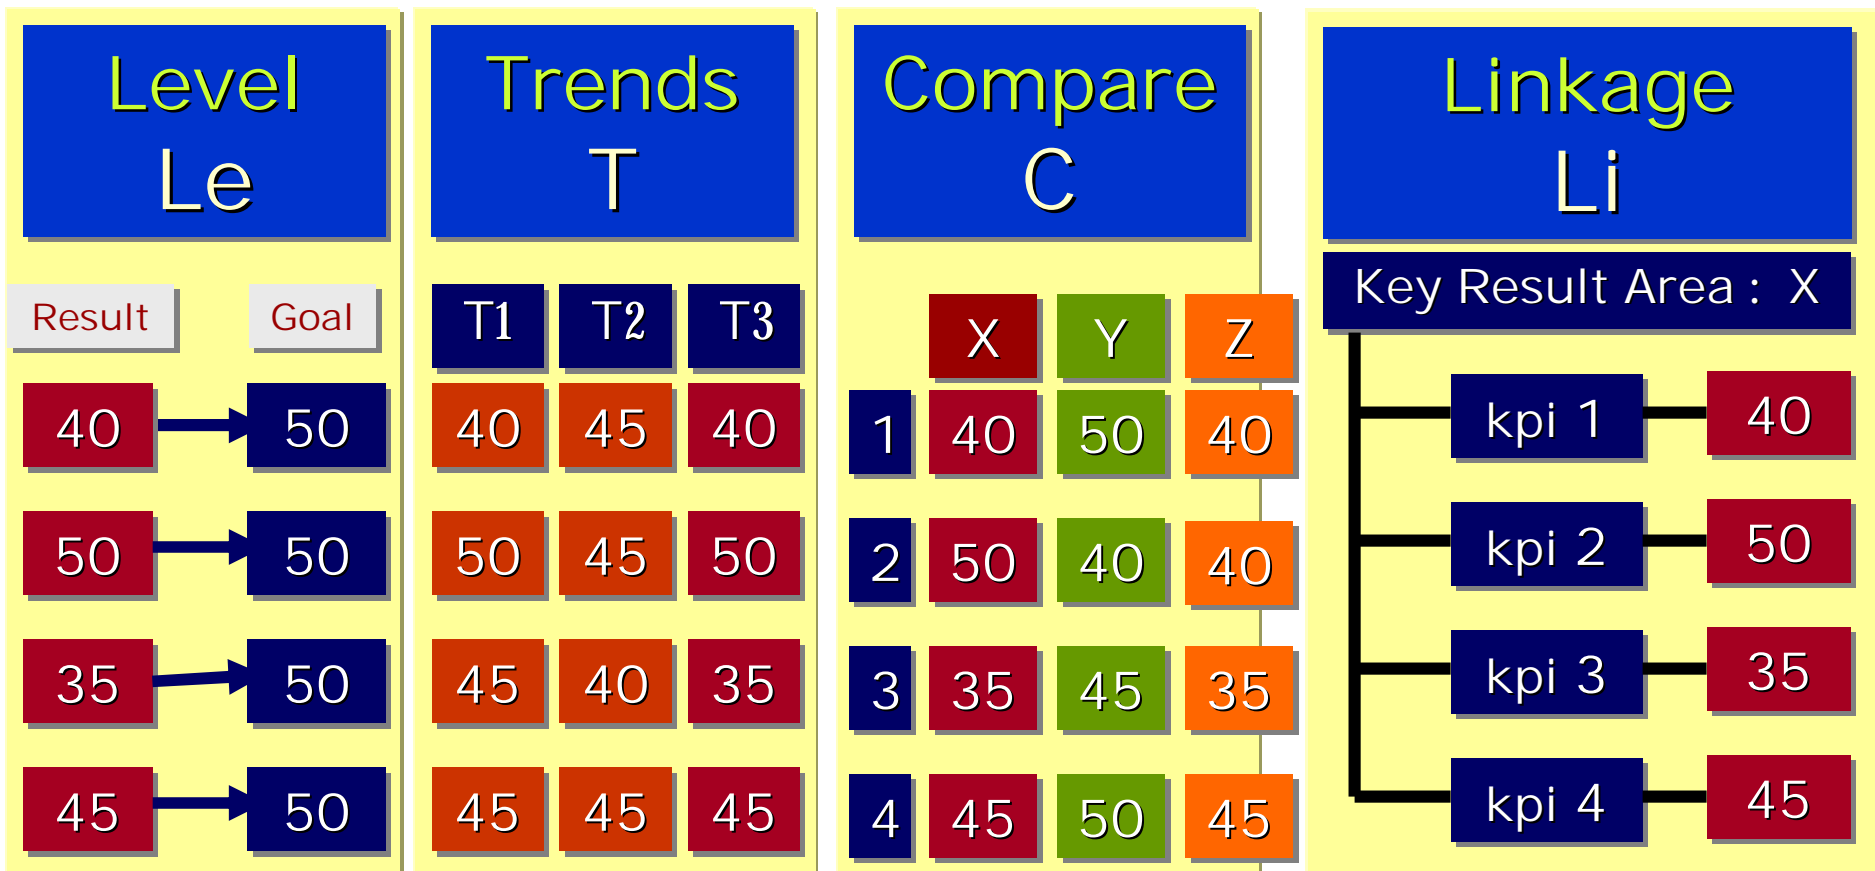 Level
Le
Result Goal
40 50
50 50
35 50
45 50
Trends
T
T1 T2 T3
40 45 40
50 45 50
45 40 35
45 45 45
Compare
C
X Y Z
1 40 50 40
2 50 40 40
3 35 45 35
4 45 50 45
Linkage
Li
Key Result Area : X
kpi 1 40
kpi 2 50
kpi 3 35
kpi 4 45